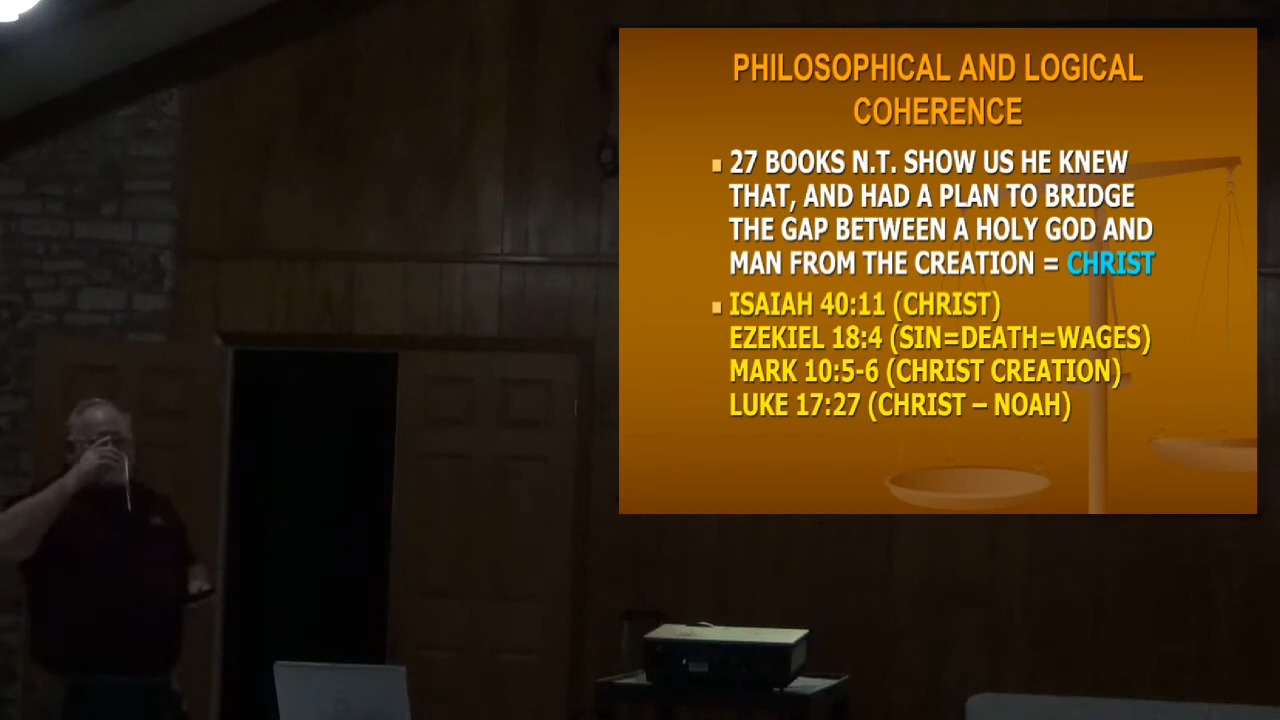 PHILOSOPHICAL AND LOGICAL
COHERENCE
27 BOOKS N.T. SHOW US HE KNEW
THAT, AND HAD A PLAN TO BRIDGE
THE GAP BETWEEN A HOLY GOD AND
MAN FROM THE CREATION = CHRIST
ISAIAH 40:11 (CHRIST)
EZEKIEL 18:4 (SIN=DEATH=WAGES)
MARK 10:5-6 (CHRIST CREATION)
LUKE 17:27 (CHRIST – NOAH)